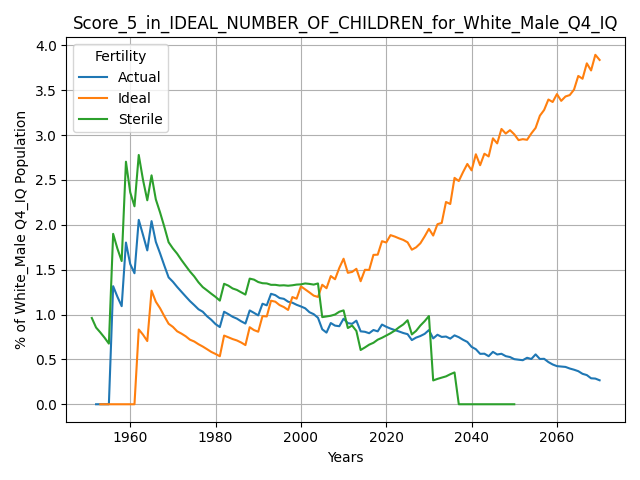 Score_5_in_IDEAL_NUMBER_OF_CHILDREN_for_White_Male_Q4_IQ
Fertility
Actual
Ideal
Sterile
% of White_Male Q4_IQ Population
4.0
3.5
3.0
2.5
2.0
1.5
1.0
0.5
0.0
1960 1980 2000 2020 2040 2060
Years